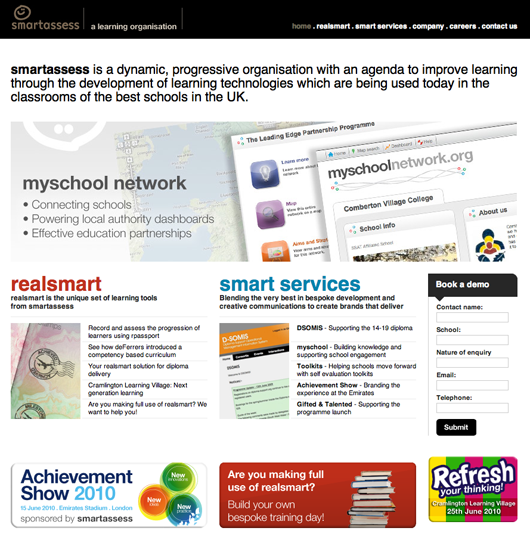 smartassess
a learning organisation
home . realsmart . smart services . company . careers . contact us
smartassess is a dynamic, progressive organisation with an agenda to improve learning
through the development of learning technologies which are being used today in the
classrooms of the best schools in the UK.
myschool network
• Connecting schools
• Powering local authority dashboards
• Effective education partnerships
The Leading Edge Partnership Programme
Learn more
Map
Aims and
Home
Map search
Dashboard
Help
myschoolnetwork.org
Comberton Village College
School Info
About us
realsmart
realsmart is the unique set of learning tools
from smartassess
Record and assess the progression
of learners using rpassport
See how deFerrers introduced a
competency based curriculum
Your realsmart solution for diploma
delivery
Cramlington Learning Village: Next
generation learning
Are you making full use of realsmart? We
want to help you!
smart services
Blending the very best in bespoke development and
creative communications to create brands that deliver
D-SOMIS
DSOMIS
DSOMIS - Supporting the 14-19 diploma
myschool - Building knowledge and
supporting school engagement
Toolkits - Helping schools move forward
with self evaluation toolkits
Achievement Show - Branding the
experience at the Emirates
Gifted & Talented - Supporting the
programme launch
Book a demo
Contact name:
School:
Nature of enquiry
Email:
Telephone:
Submit
Achievement
Show 2010
15 June 2010 . Emirates Stadium . London
sponsored by smartassess
New
innovations
New
ideas
New
practice
Are you making full
use of realsmart?
Build your own
bespoke training day!
Refresh
your thinking!
Cramlington Learning Village
25th June 2010